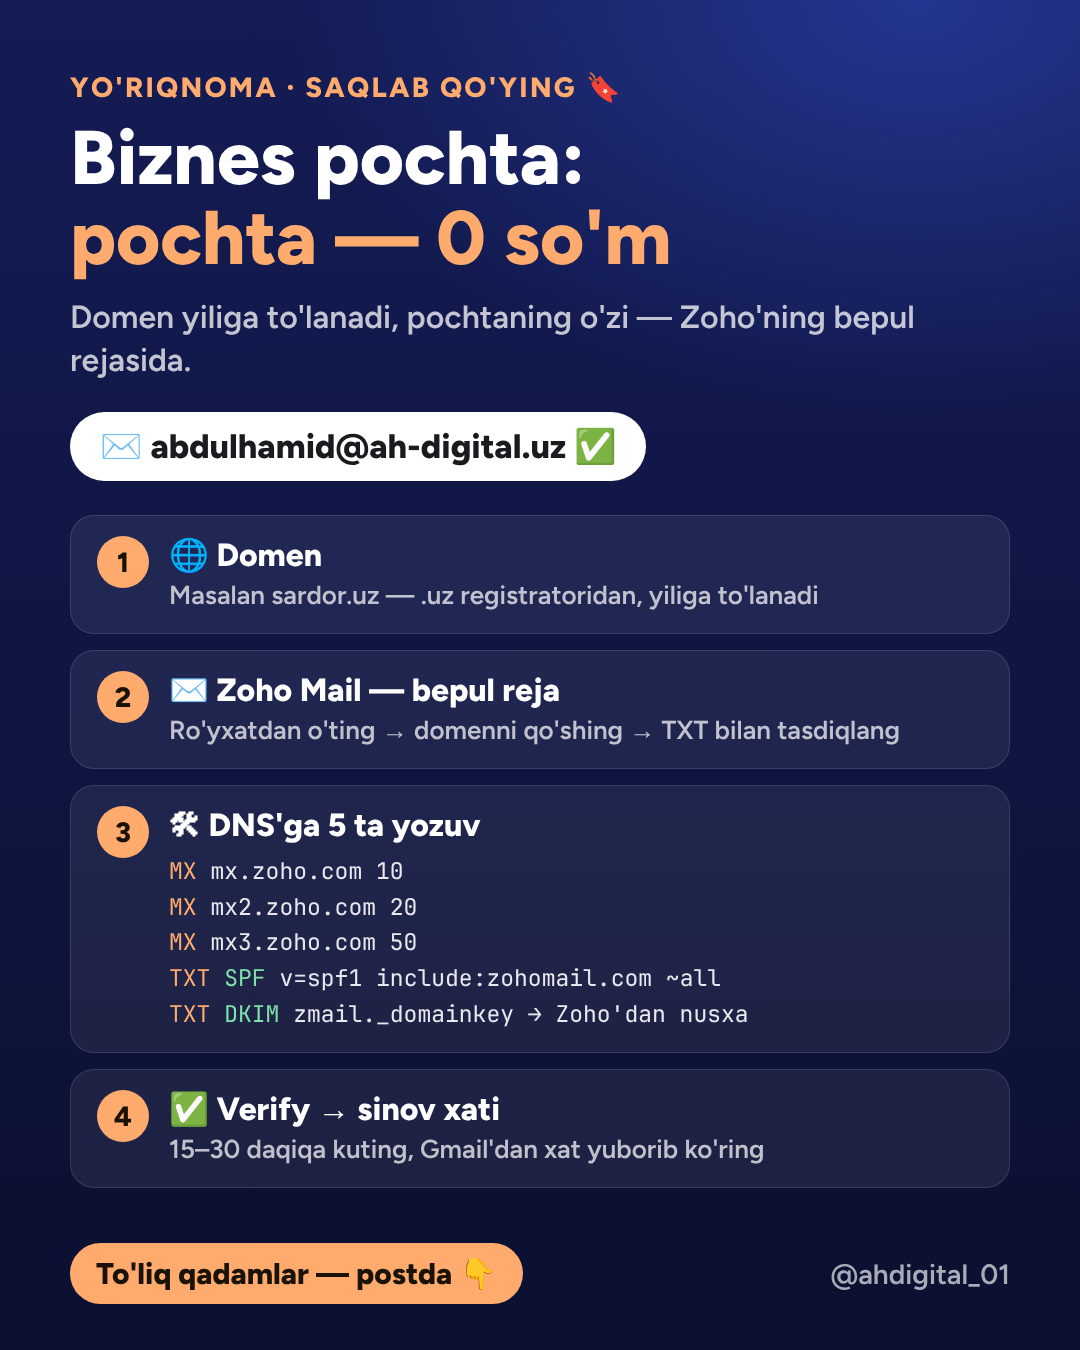 YO'RIQNOMA · SAQLAB QO'YING 🔖
Biznes pochta:
pochta — 0 so'm
Domen yiliga to'lanadi, pochtaning o'zi — Zoho'ning bepul
rejasida.
✉️ abdulhamid@ah-digital.uz ✅
1
🌐 Domen
Masalan sardor.uz — .uz registratoridan, yiliga to'lanadi
2
✉️ Zoho Mail — bepul reja
Ro'yxatdan o'ting → domenni qo'shing → TXT bilan tasdiqlang
3
🛠 DNS'ga 5 ta yozuv
MX mx.zoho.com 10
MX mx2.zoho.com 20
MX mx3.zoho.com 50
TXT SPF v=spf1 include:zohomail.com ~all
TXT DKIM zmail._domainkey → Zoho'dan nusxa
4
✅ Verify → sinov xati
15–30 daqiqa kuting, Gmail'dan xat yuborib ko'ring
To'liq qadamlar — postda 👇
@ahdigital_01